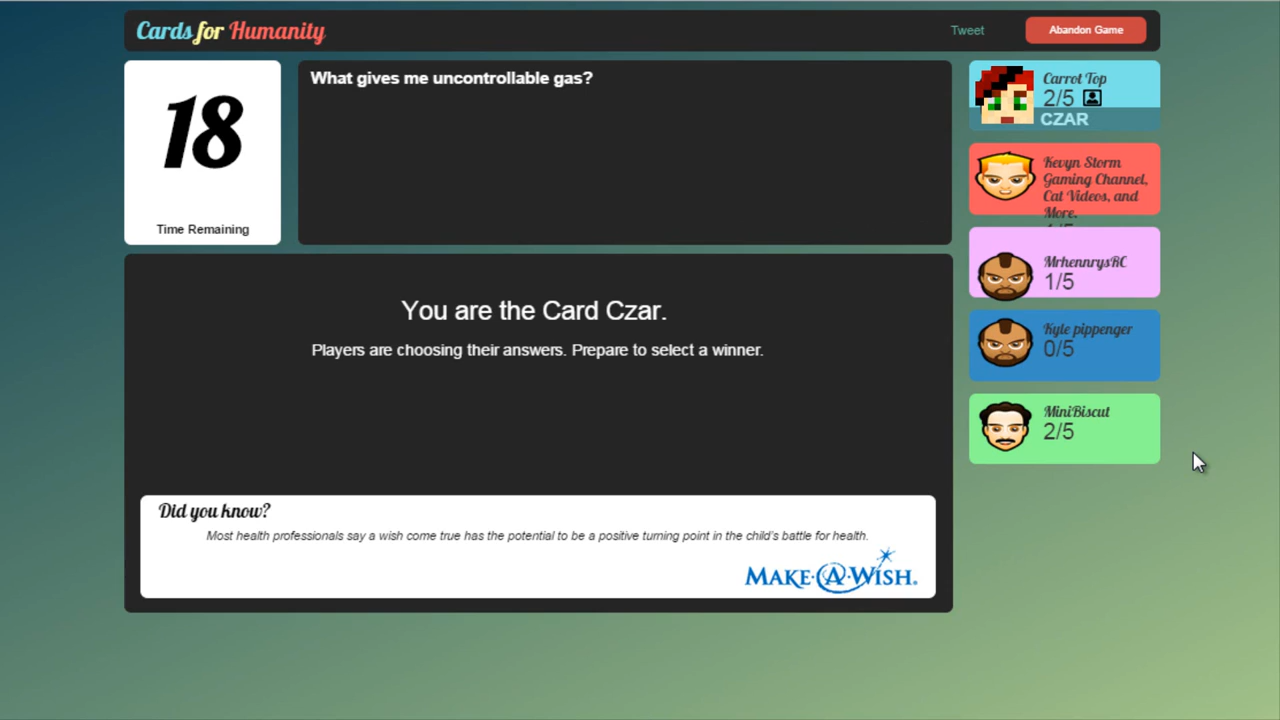 Cards for Humanity
Tweet
Abandon Game
18
Time Remaining
What gives me uncontrollable gas?
You are the Card Czar.
Players are choosing their answers. Prepare to select a winner.
Did you know?
Most health professionals say a wish come true has the potential to be a positive turning point in the child's battle for health.
MAKE·A·WISH®
Carrot Top
2/5
CZAR
Kevyn Storm
Gaming Channel,
Cat Videos, and
More.
MrhennrysRC
1/5
Kyle pippenger
0/5
MiniBiscut
2/5